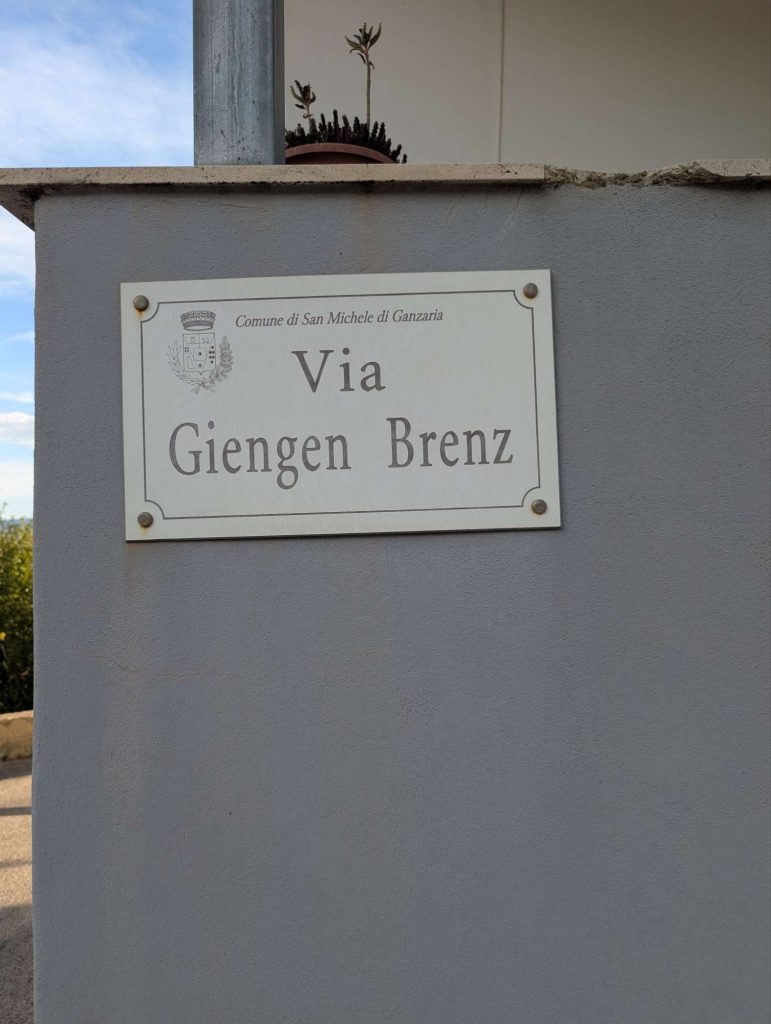 Comune di San Michele di Ganzaria
Via
Giengen Brenz